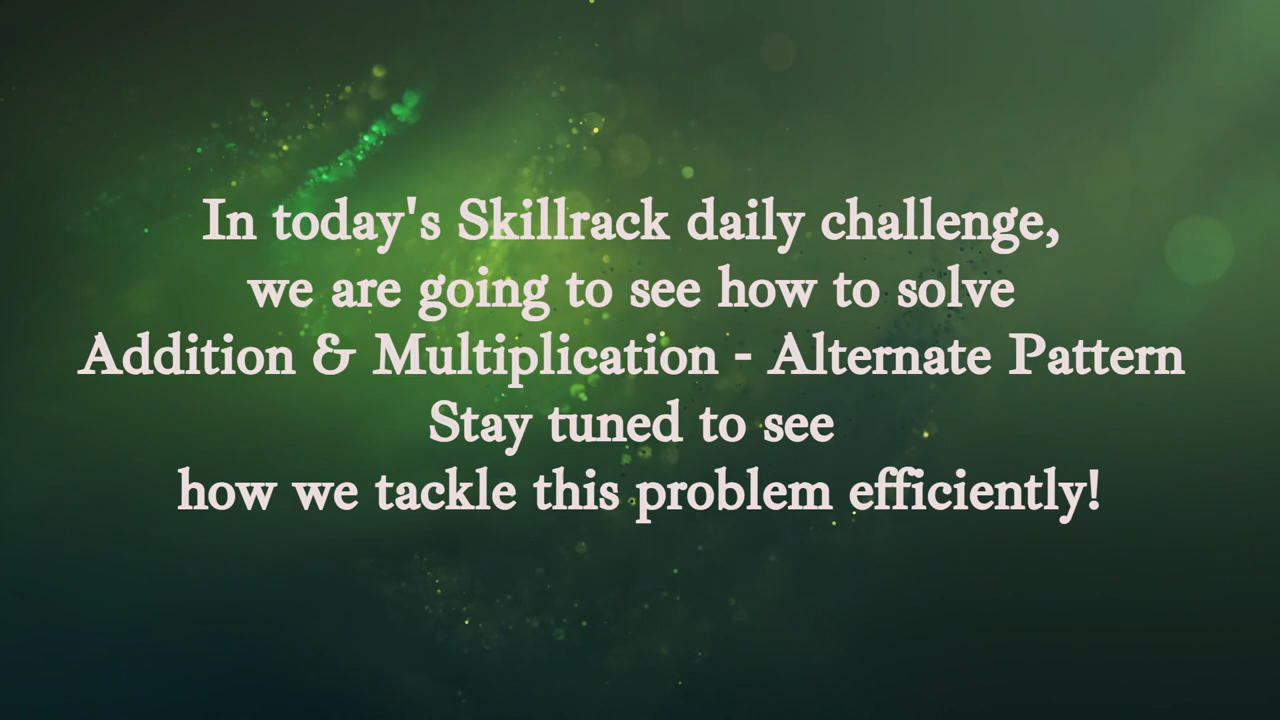 In today's Skillrack daily challenge,
we are going to see how to solve
Addition & Multiplication - Alternate Pattern
Stay tuned to see
how we tackle this problem efficiently!